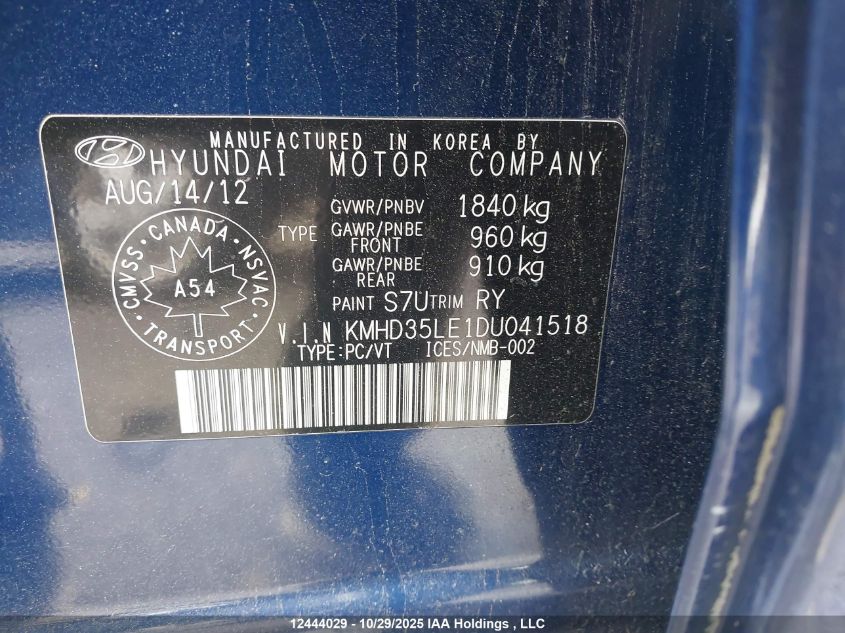 MANUFACTURED IN KOREA BY
HYUNDAI MOTOR COMPANY
AUG/14/12
GVWR/PNBV 1840 kg
TYPE GAWR/PNBE FRONT 960 kg
GAWR/PNBE REAR 910 kg
PAINT S7U TRIM RY
V.I.N KMHD35LE1DU041518
TYPE:PC/VT ICES/NMB-002
CMVSS · CANADA · NSVAC
A54
TRANSPORT
12444029 - 10/29/2025 IAA Holdings , LLC